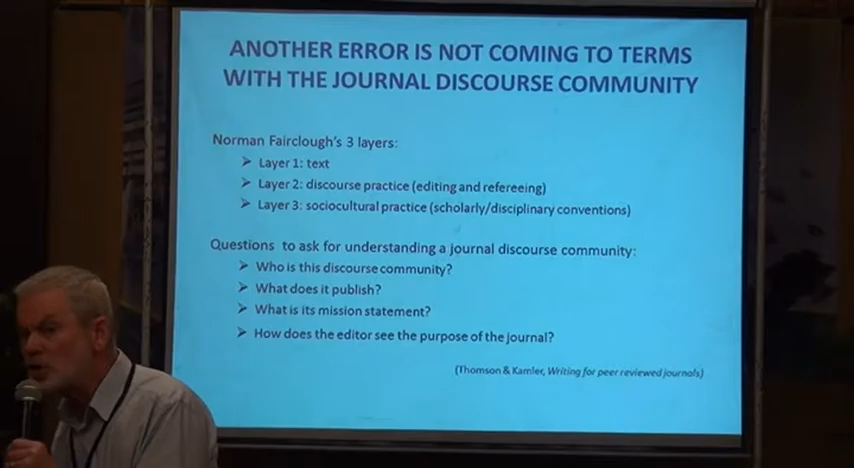 ANOTHER ERROR IS NOT COMING TO TERMS
WITH THE JOURNAL DISCOURSE COMMUNITY
Norman Fairclough's 3 layers:
➢ Layer 1: text
➢ Layer 2: discourse practice (editing and refereeing)
➢ Layer 3: sociocultural practice (scholarly/disciplinary conventions)
Questions to ask for understanding a journal discourse community:
➢ Who is this discourse community?
➢ What does it publish?
➢ What is its mission statement?
➢ How does the editor see the purpose of the journal?
(Thomson & Kamler, Writing for peer reviewed journals)